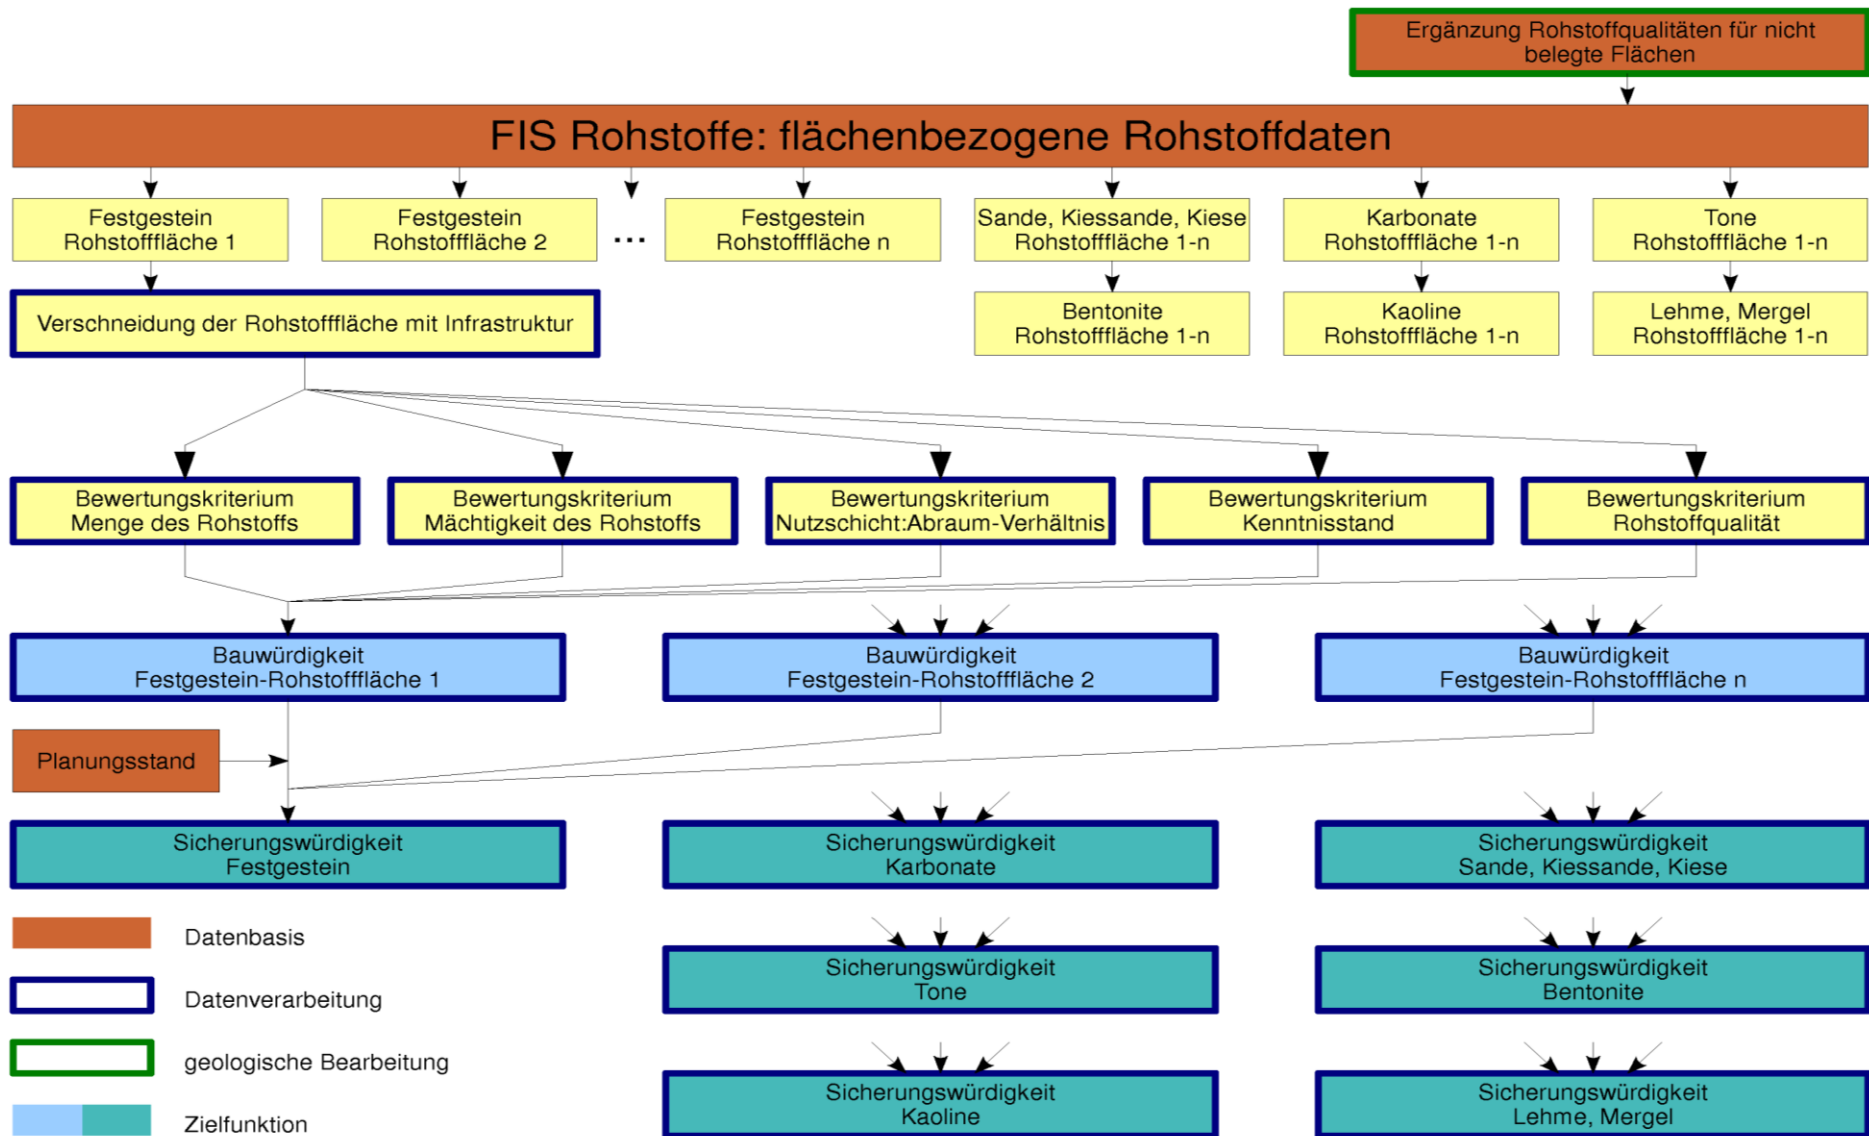 Ergänzung Rohstoffqualitäten für nicht
belegte Flächen
FIS Rohstoffe: flächenbezogene Rohstoffdaten
Festgestein
Rohstofffläche 1
Festgestein
Rohstofffläche 2
...
Festgestein
Rohstofffläche n
Sande, Kiessande, Kiese
Rohstofffläche 1-n
Karbonate
Rohstofffläche 1-n
Tone
Rohstofffläche 1-n
Verschneidung der Rohstofffläche mit Infrastruktur
Bentonite
Rohstofffläche 1-n
Kaoline
Rohstofffläche 1-n
Lehme, Mergel
Rohstofffläche 1-n
Bewertungskriterium
Menge des Rohstoffs
Bewertungskriterium
Mächtigkeit des Rohstoffs
Bewertungskriterium
Nutzschicht:Abraum-Verhältnis
Bewertungskriterium
Kenntnisstand
Bewertungskriterium
Rohstoffqualität
Bauwürdigkeit
Festgestein-Rohstofffläche 1
Bauwürdigkeit
Festgestein-Rohstofffläche 2
Bauwürdigkeit
Festgestein-Rohstofffläche n
Planungsstand
Sicherungswürdigkeit
Festgestein
Sicherungswürdigkeit
Karbonate
Sicherungswürdigkeit
Sande, Kiessande, Kiese
Sicherungswürdigkeit
Tone
Sicherungswürdigkeit
Bentonite
Sicherungswürdigkeit
Kaoline
Sicherungswürdigkeit
Lehme, Mergel
Datenbasis
Datenverarbeitung
geologische Bearbeitung
Zielfunktion